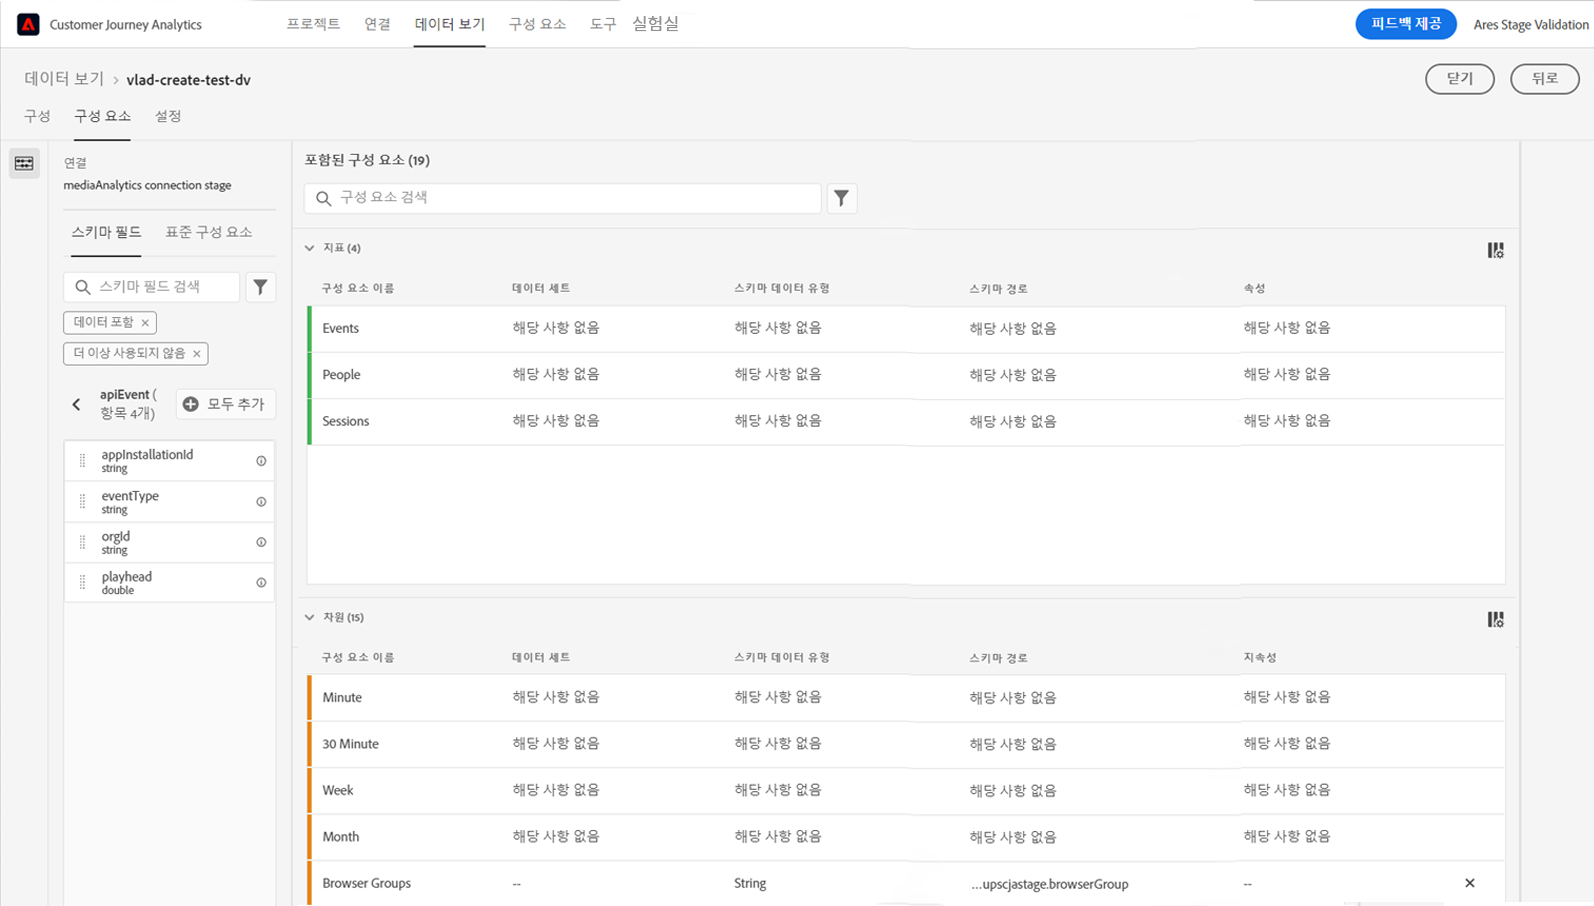 Customer Journey Analytics
프로젝트 연결 데이터 보기 구성 요소 도구 실험실
피드백 제공 Ares Stage Validation
데이터 보기 > vlad-create-test-dv
닫기 뒤로
구성 구성 요소 설정
연결
mediaAnalytics connection stage
스키마 필드 표준 구성 요소
스키마 필드 검색
데이터 포함 ×
더 이상 사용되지 않음 ×
apiEvent (
항목 4개)
모두 추가
appInstallationId
string
eventType
string
orgId
string
playhead
double
포함된 구성 요소 (19)
구성 요소 검색
지표 (4)
구성 요소 이름 데이터 세트 스키마 데이터 유형 스키마 경로 속성
Events 해당 사항 없음 해당 사항 없음 해당 사항 없음 해당 사항 없음
People 해당 사항 없음 해당 사항 없음 해당 사항 없음 해당 사항 없음
Sessions 해당 사항 없음 해당 사항 없음 해당 사항 없음 해당 사항 없음
차원 (15)
구성 요소 이름 데이터 세트 스키마 데이터 유형 스키마 경로 지속성
Minute 해당 사항 없음 해당 사항 없음 해당 사항 없음 해당 사항 없음
30 Minute 해당 사항 없음 해당 사항 없음 해당 사항 없음 해당 사항 없음
Week 해당 사항 없음 해당 사항 없음 해당 사항 없음 해당 사항 없음
Month 해당 사항 없음 해당 사항 없음 해당 사항 없음 해당 사항 없음
Browser Groups -- String ...upscjastage.browserGroup --